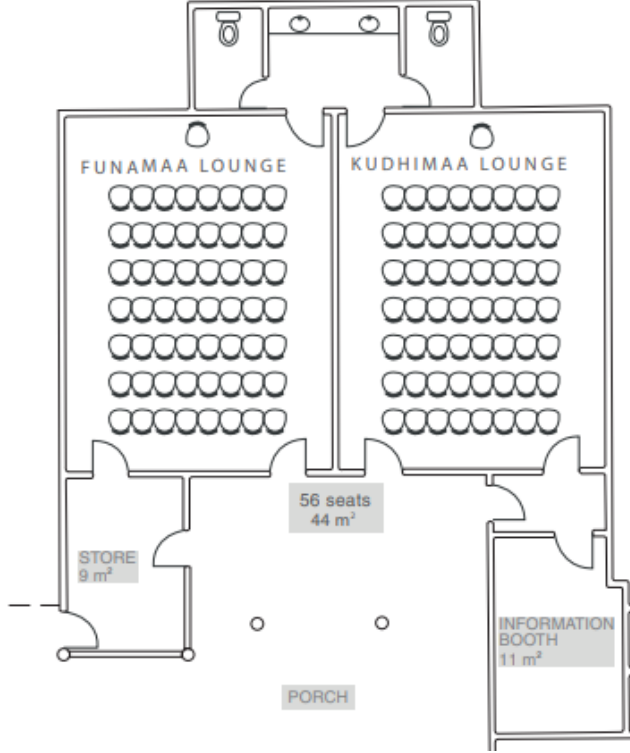 FUNAMAA LOUNGE
KUDHIMAA LOUNGE
56 seats
44 m²
STORE
9 m²
INFORMATION
BOOTH
11 m²
PORCH